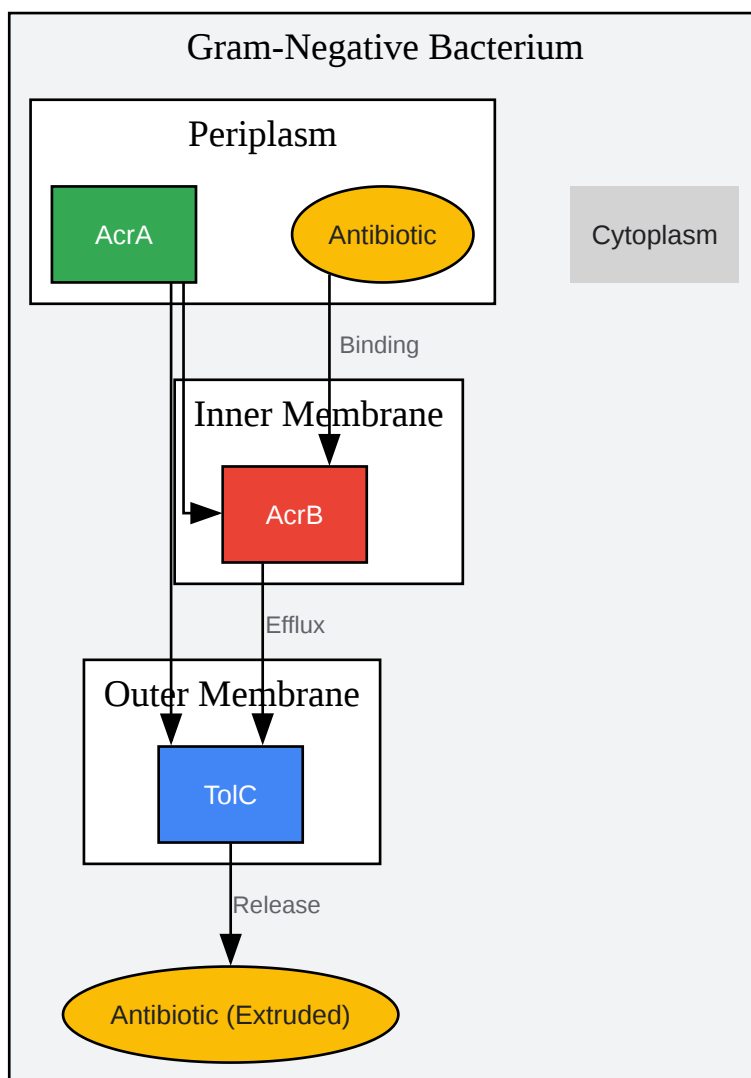 Gram-Negative Bacterium
Periplasm
AcrA
Antibiotic
Cytoplasm
Binding
Inner Membrane
AcrB
Efflux
Outer Membrane
TolC
Release
Antibiotic (Extruded)